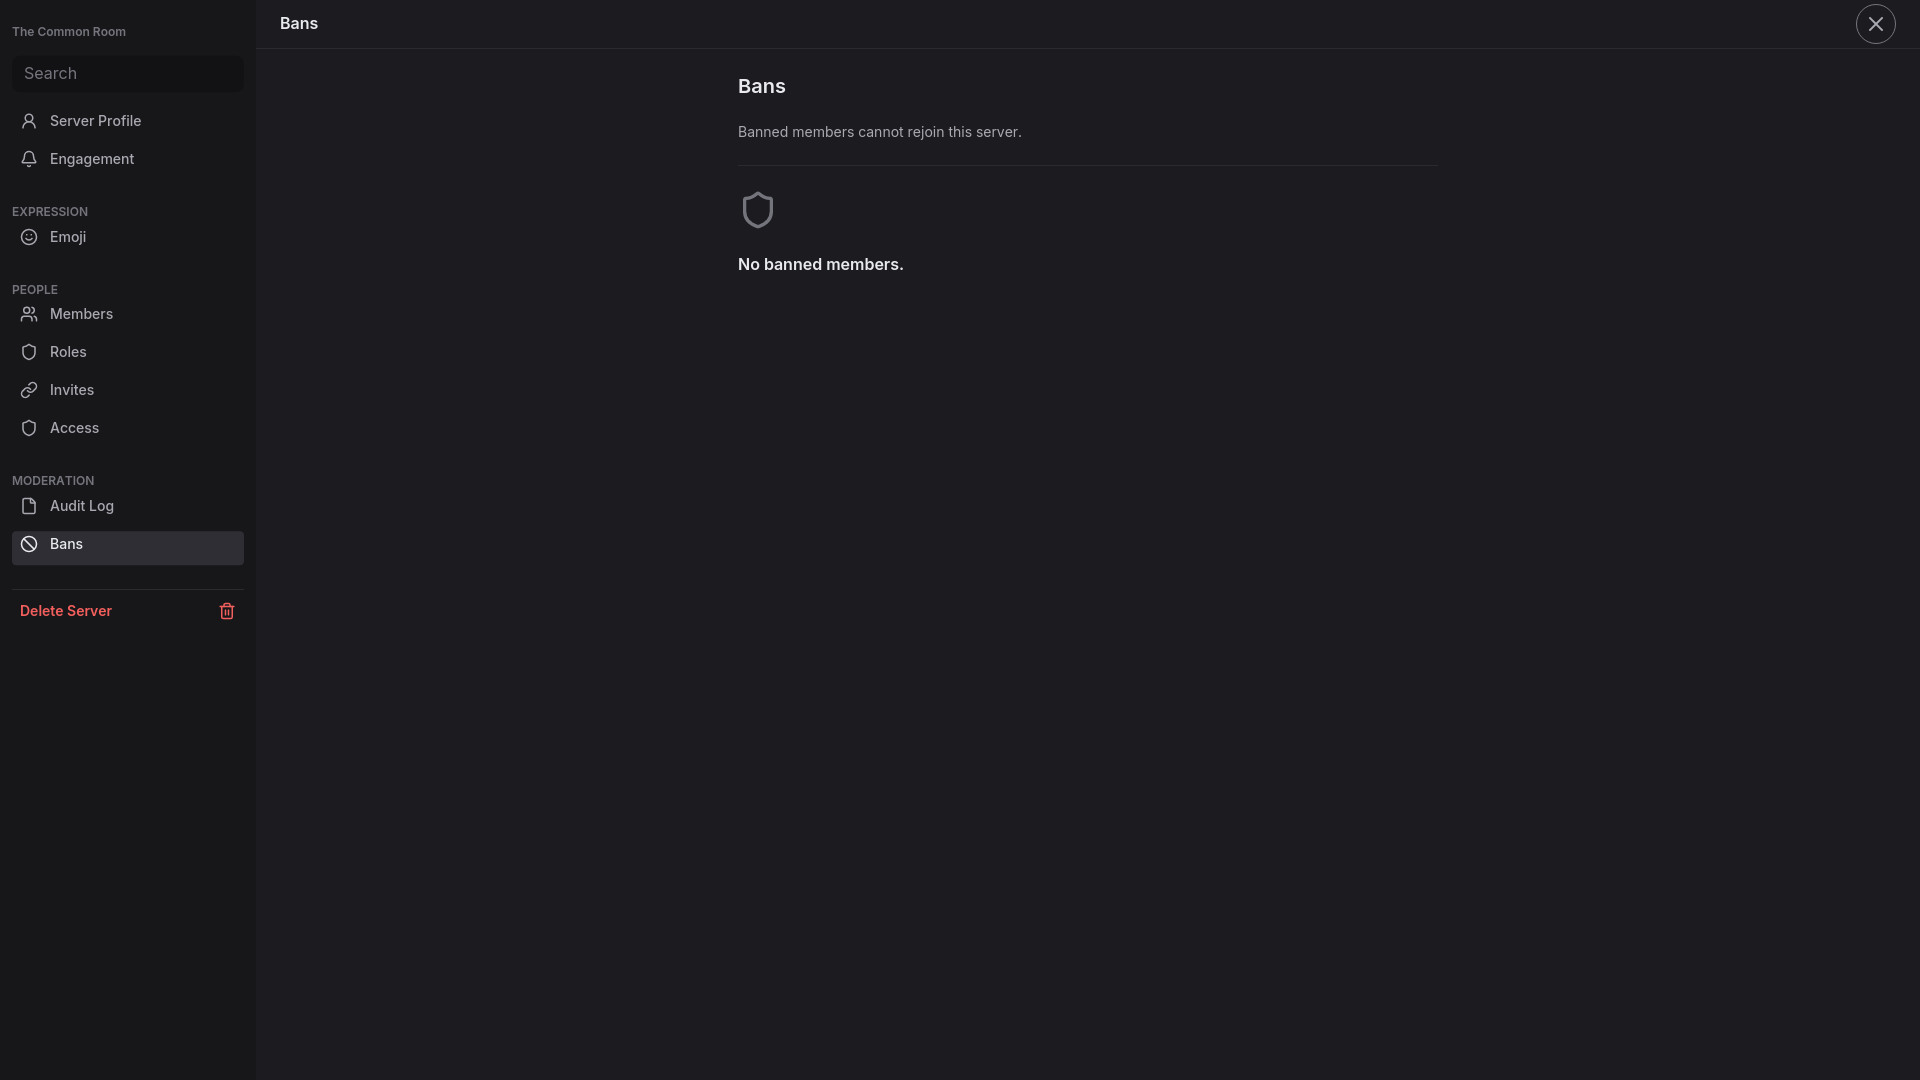 The Common Room
Search
Server Profile
Engagement
EXPRESSION
Emoji
PEOPLE
Members
Roles
Invites
Access
MODERATION
Audit Log
Bans
Delete Server
Bans
Bans
Banned members cannot rejoin this server.
No banned members.